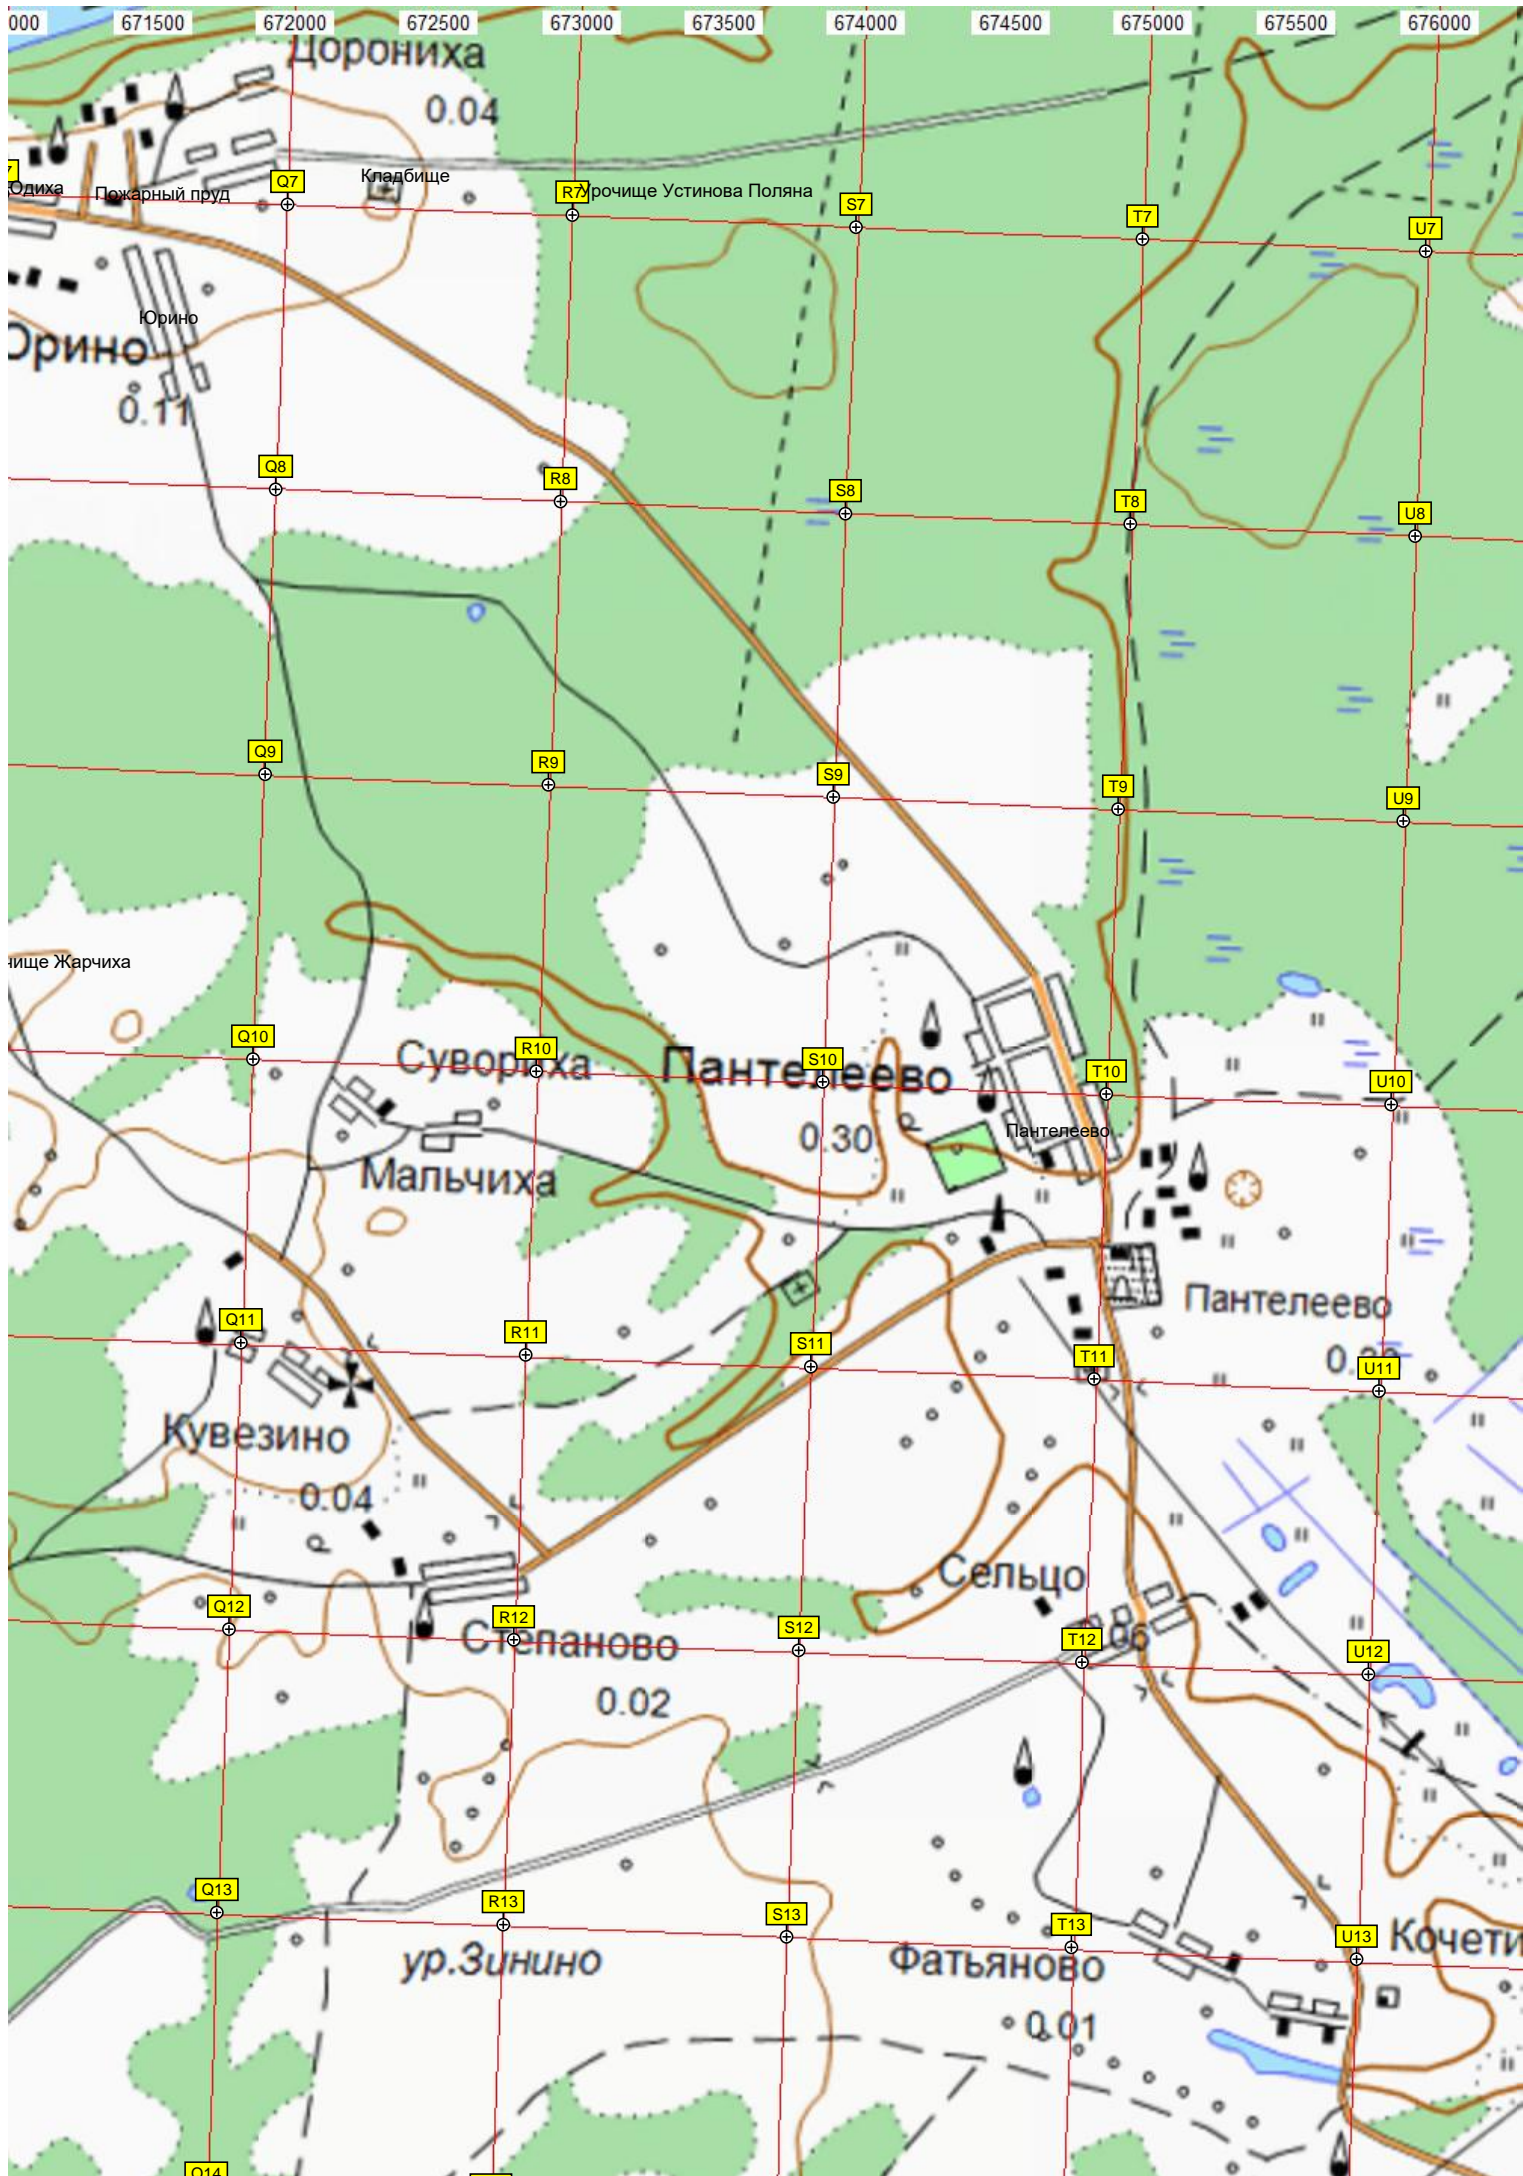 000 671500 672000 672500 673000 673500 674000 674500 675000 675500 676000
Дорониха
0.04
Кладбище
Q7
Пожарный пруд
R7
Урочище Устинова Поляна
S7
T7
U7
Юрино
0.11
Q8
R8
S8
T8
U8
Q9
R9
S9
T9
U9
Жарчиха
Q10
Сувориха
R10
Пантелеево
S10
T10
U10
0.30
Пантелеево
Мальчиха
Пантелеево
Q11
R11
S11
T11
U11
Кувезино
0.04
Р
Р
Сельцо
Q12
R12
Степаново
S12
T12
06
U12
0.02
Q13
R13
S13
T13
U13
Кочети
ур.Зинино
Фатьяново
0.01
Q14